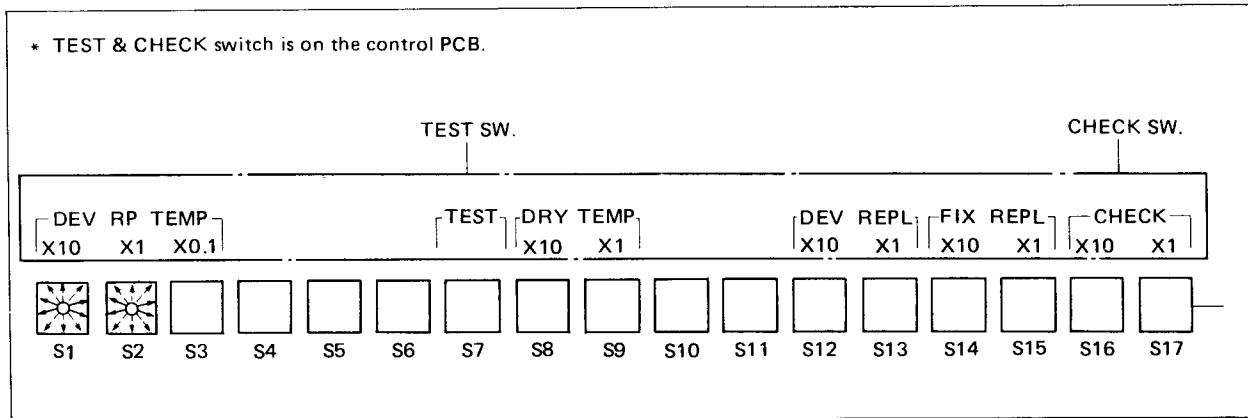 * TEST & CHECK switch is on the control PCB.
TEST SW. CHECK SW.
DEV RP TEMP TEST DRY TEMP DEV REPL FIX REPL CHECK
X10 X1 X0.1 X10 X1 X10 X1 X10 X1 X10 X1
S1 S2 S3 S4 S5 S6 S7 S8 S9 S10 S11 S12 S13 S14 S15 S16 S17